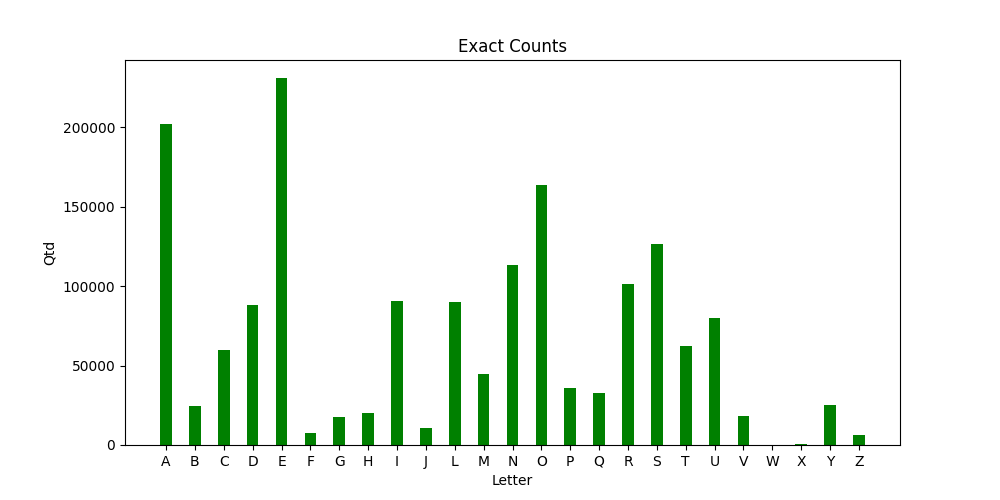 Exact Counts
Qtd
200000
150000
100000
50000
0
A B C D E F G H I J L M N O P Q R S T U V W X Y Z
Letter